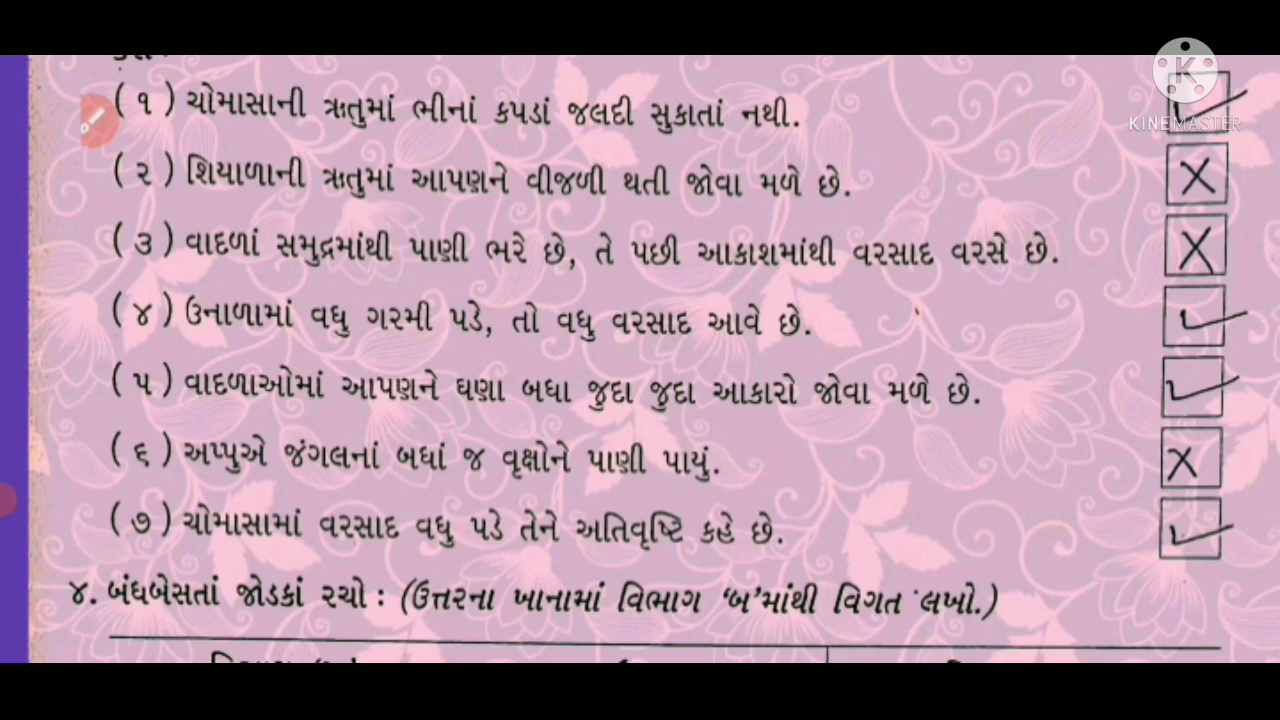 KINEMASTER
(૧) ચોમાસાની ઋતુમાં ભીનાં કપડાં જલદી સુકાતાં નથી.
(૨) શિયાળાની ઋતુમાં આપણને વીજળી થતી જોવા મળે છે.
(૩) વાદળાં સમુદ્રમાંથી પાણી ભરે છે, તે પછી આકાશમાંથી વરસાદ વરસે છે.
(૪) ઉનાળામાં વધુ ગરમી પડે, તો વધુ વરસાદ આવે છે.
(૫) વાદળાઓમાં આપણને ઘણા બધા જુદા જુદા આકારો જોવા મળે છે.
(૬) અપ્પુએ જંગલનાં બધાં જ વૃક્ષોને પાણી પાયું.
(૭) ચોમાસામાં વરસાદ વધુ પડે તેને અતિવૃષ્ટિ કહે છે.
૪. બંધબેસતાં જોડકાં રચો : (ઉત્તરના ખાનામાં વિભાગ ‘બ’માંથી વિગત લખો.)